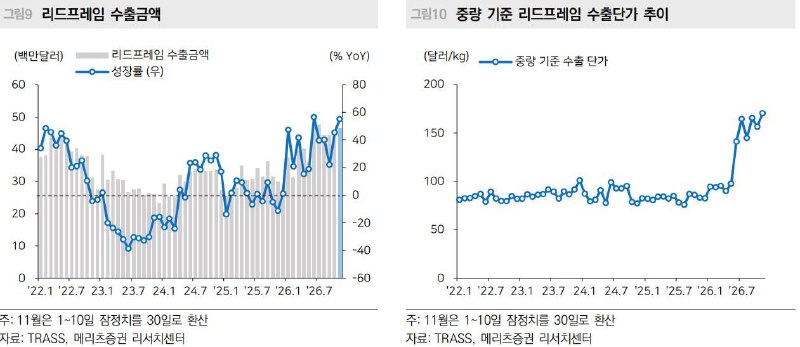 그림9 리드프레임 수출금액
(백만달러)
(% YoY)
리드프레임 수출금액
성장률 (우)
60
50
40
30
20
10
0
80
60
40
20
0
-20
-40
-60
'22.1 '22.7 23.1 '23.7 '24.1 '24.7 '25.1 '25.7 '26.1 '26.7
주: 11월은 1~10일 잠정치를 30일로 환산
자료: TRASS, 메리츠증권 리서치센터
그림10 중량 기준 리드프레임 수출단가 추이
(달러/kg)
중량 기준 수출 단가
200
150
100
50
0
'22.1 '22.7 '23.1 '23.7 '24.1 '24.7 '25.1 '25.7 '26.1 '26.7
주: 11월은 1~10일 잠정치를 30일로 환산
자료: TRASS, 메리츠증권 리서치센터